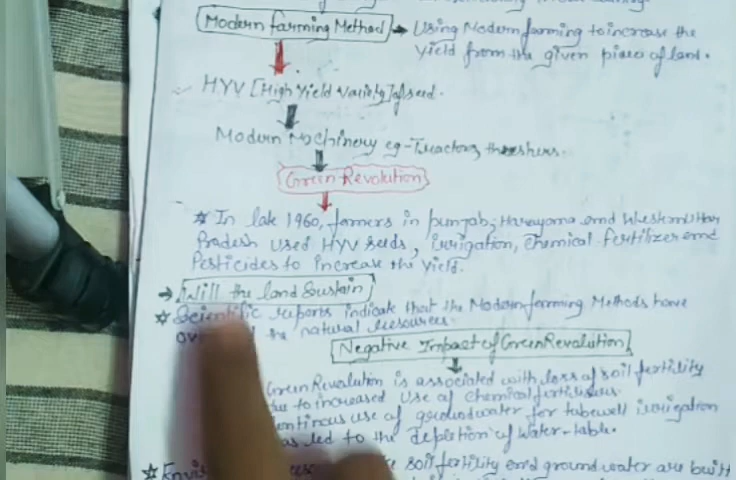 Modern farming Method → Using Modern farming to increase the
yield from the given piaes of land.
HYV [High Yield Variety] of seed.
Modern Machinery eg - Tractors, threshers.
Green Revolution
* In late 1960, farmers in punjab, Harayana and Western Uttar
Pradesh used HYV seeds, irrigation, chemical fertilizer and
Pesticides to increase the yield.
→ Will the land Sustain
* Scientific reports indicate that the Modern farming Methods have
the natural resources.
Negative Impact of Green Revolution
Green Revolution is associated with loss of soil fertility
due to increased use of chemical fertilisers.
use of groundwater for tubewell irrigation
led to the depletion of water-table.
* soil fertility and ground water are built